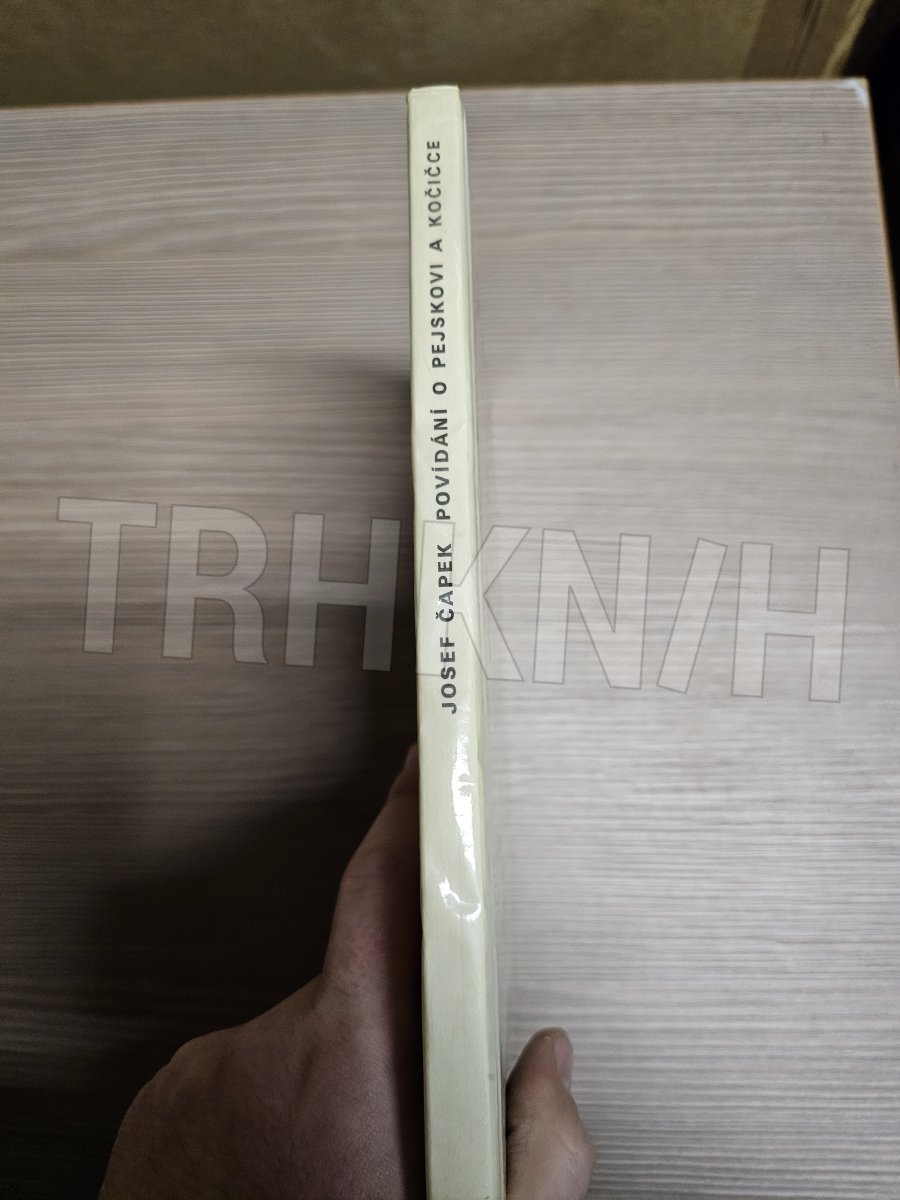 JOSEF ČAPEK POVÍDÁNÍ O PEJSKOVI A KOČIČCE
TRHKNIH